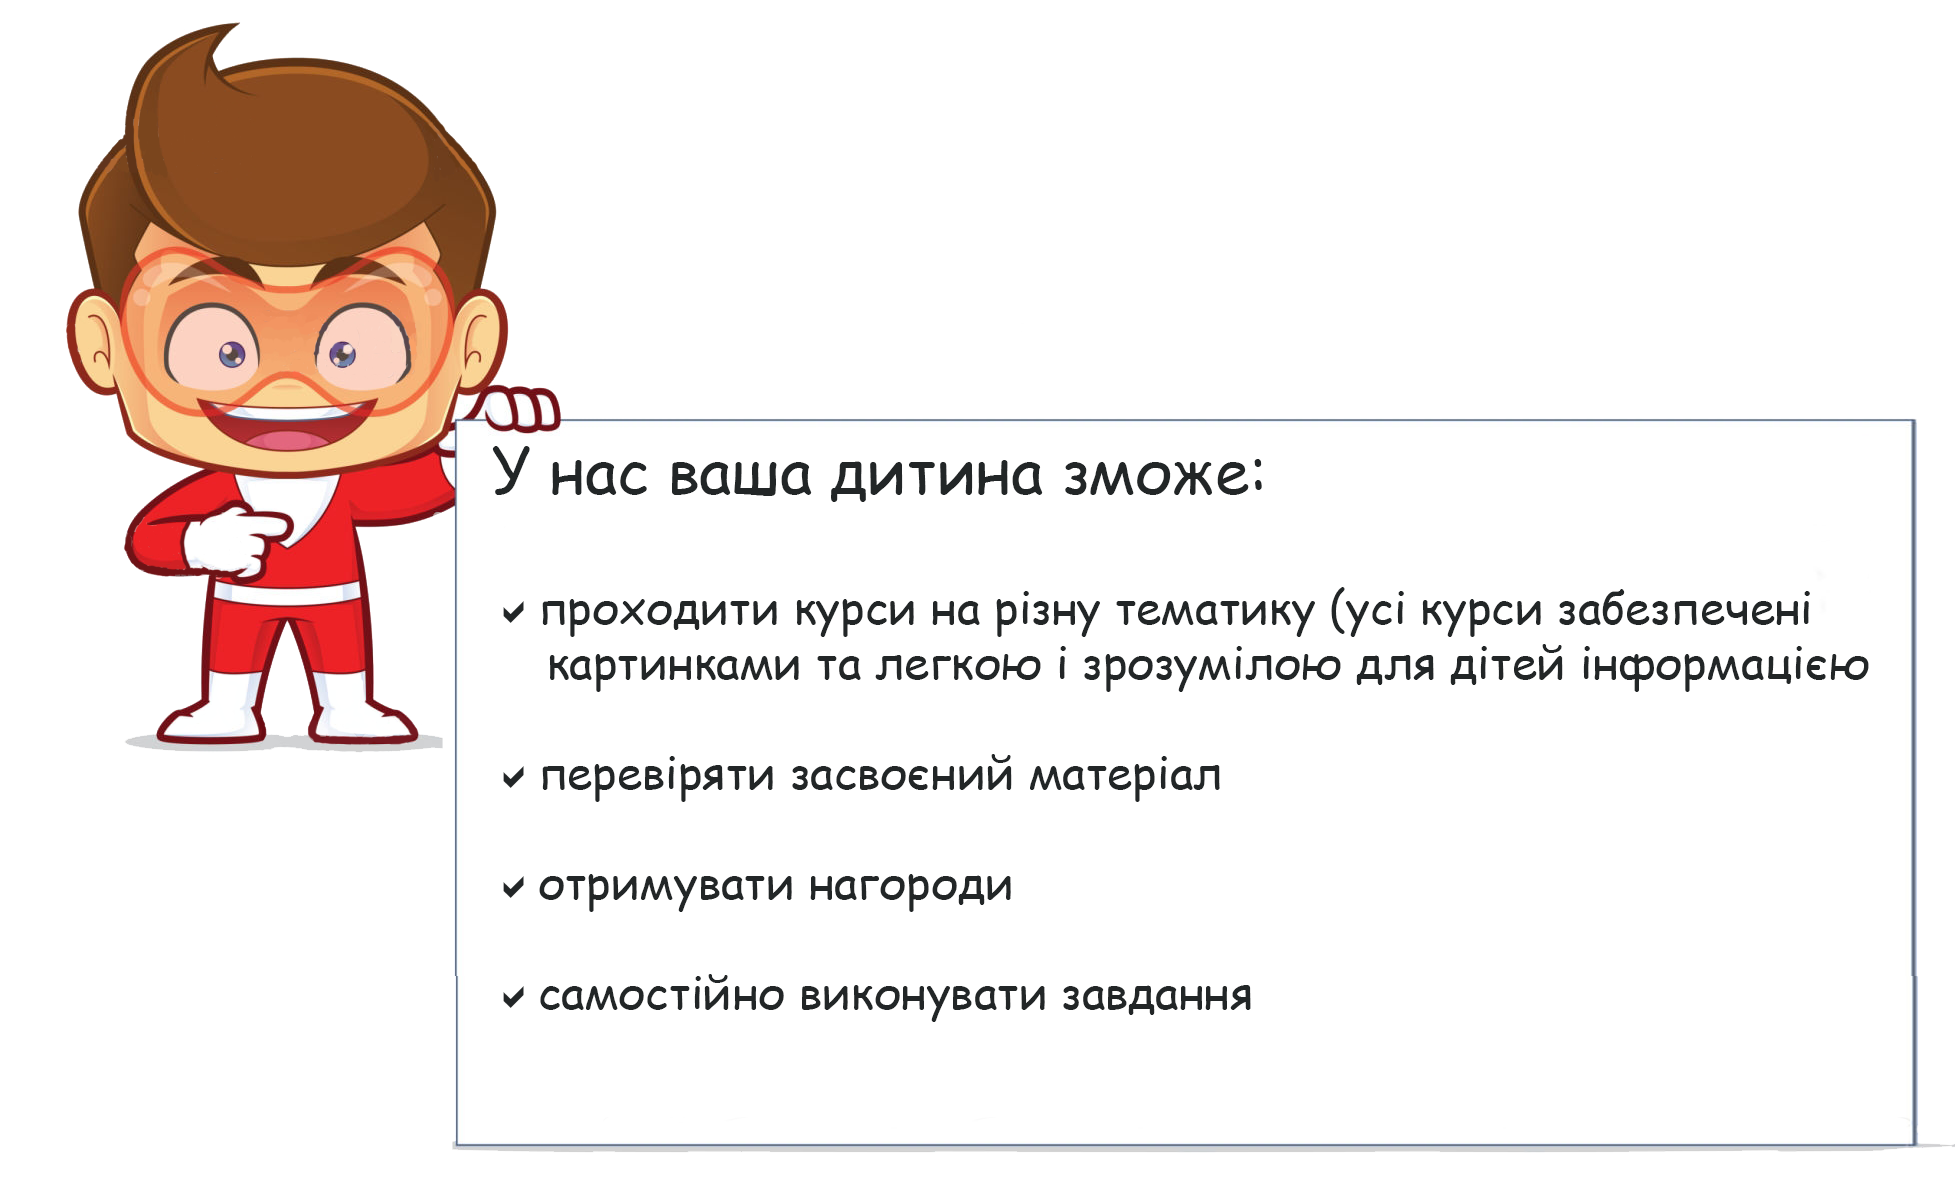 У нас ваша дитина зможе:
✓ проходити курси на різну тематику (усі курси забезпечені
картинками та легкою і зрозумілою для дітей інформацією
✓ перевіряти засвоєний матеріал
✓ отримувати нагороди
✓ самостійно виконувати завдання